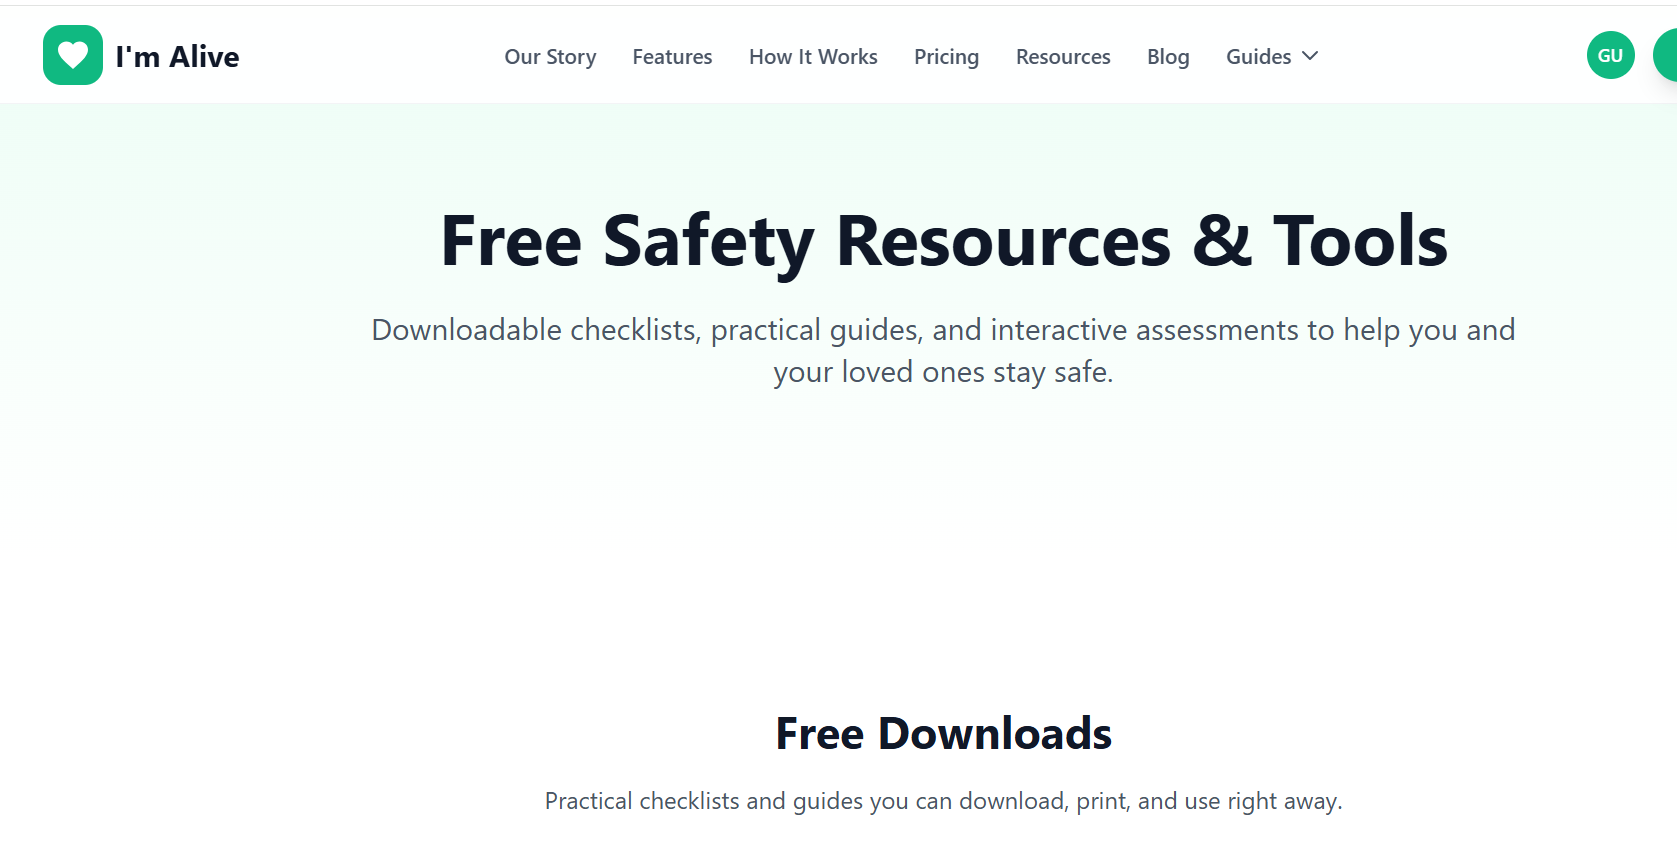 I'm Alive
Our Story Features How It Works Pricing Resources Blog Guides
GU
Free Safety Resources & Tools
Downloadable checklists, practical guides, and interactive assessments to help you and
your loved ones stay safe.
Free Downloads
Practical checklists and guides you can download, print, and use right away.